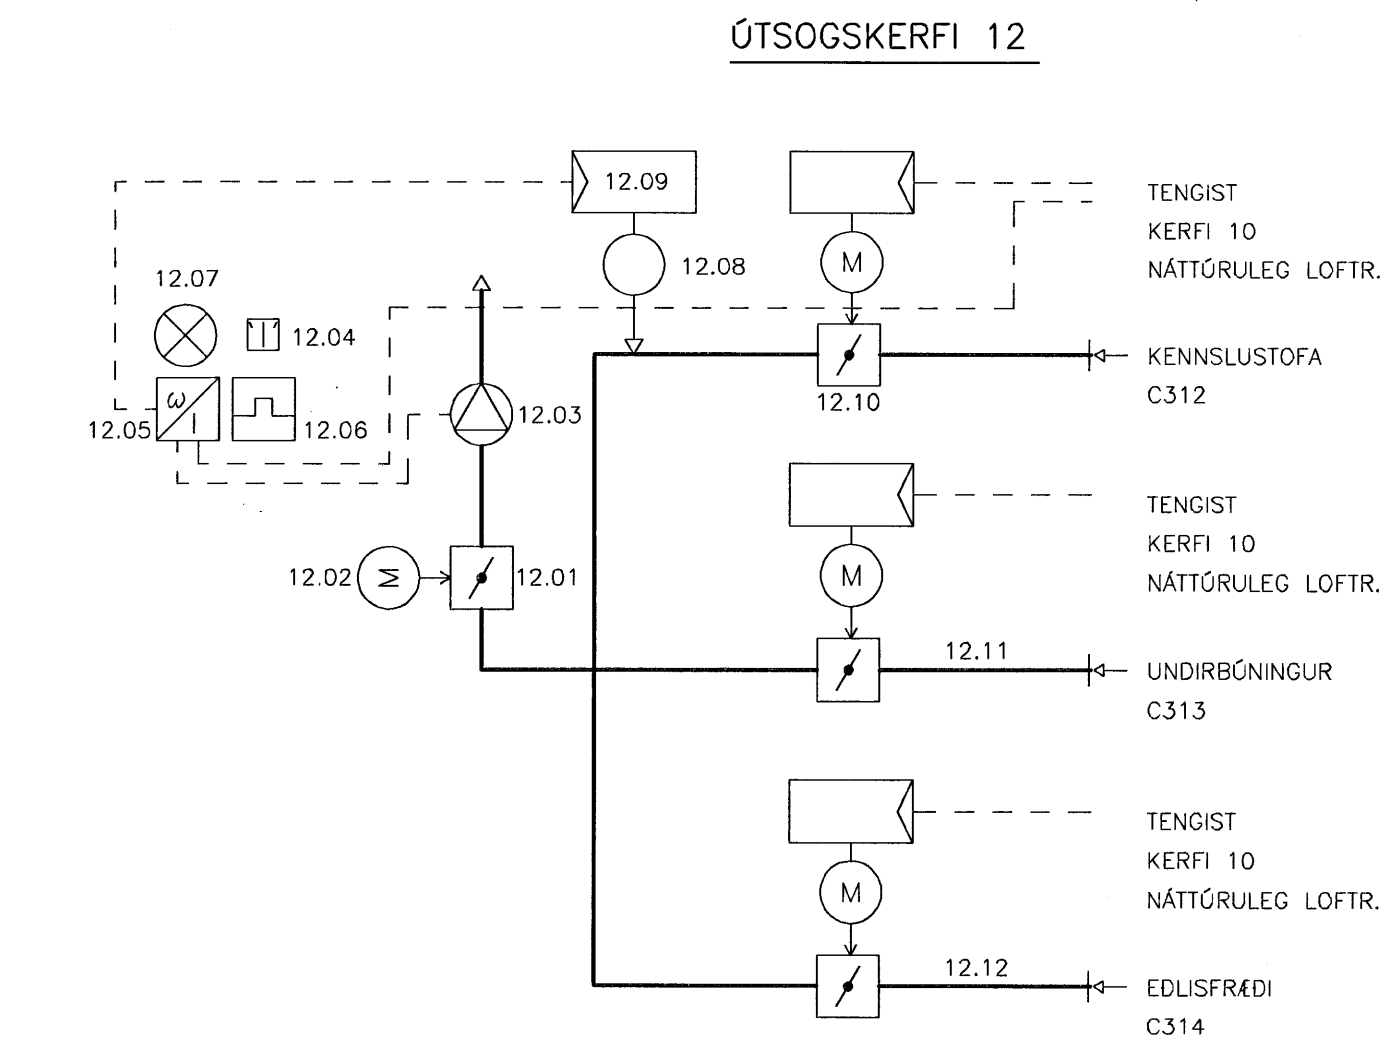 ÚTSOGSKERFI 12
12.09
TENGIST
KERFI 10
NÁTTÚRULEG LOFTR.
M
12.08
12.07
12.04
KENNSLUSTOFA
C312
12.10
ω
I
12.05
12.06
12.03
TENGIST
KERFI 10
NÁTTÚRULEG LOFTR.
M
12.02
M
12.01
12.11
UNDIRBÚNINGUR
C313
TENGIST
KERFI 10
NÁTTÚRULEG LOFTR.
M
12.12
EÐLISFRÆÐI
C314